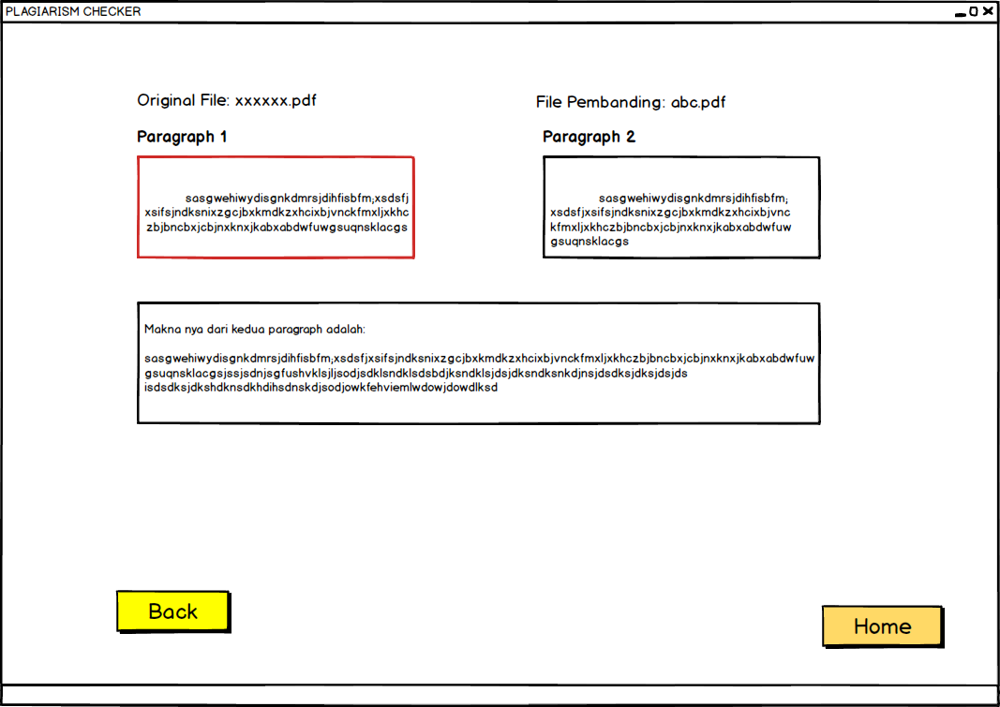 PLAGIARISM CHECKER
Original File: xxxxxx.pdf
File Pembanding: abc.pdf
Paragraph 1
Paragraph 2
sasgwehiwydisgnkdmrsjdihfisbfm;xsdsfj
xsifsjndksnixzgcjbxkmdkzxhcixbjvnckfmxljxkhc
zbjbncbxjcbjnxknxjkabxabdwfuwgsuqnsklacgs
sasgwehiwydisgnkdmrsjdihfisbfm;
xsdsfjxsifsjndksnixzgcjbxkmdkzxhcixbjvnc
kfmxljxkhczbjbncbxjcbjnxknxjkabxabdwfuw
gsuqnsklacgs
Makna nya dari kedua paragraph adalah:
sasgwehiwydisgnkdmrsjdihfisbfm;xsdsfjxsifsjndksnixzgcjbxkmdkzxhcixbjvnckfmxljxkhczbjbncbxjcbjnxknxjkabxabdwfuw
gsuqnsklacgsjssjsdnjsgfushvklsjljsodjsdklsndklsdsbdjksndklsjdsjdksndksnkdjnsjdsdksjdksjdsjds
isdsdksjdkshdknsdkhdihsdnskdjsodjowkfehviemlwdowjdowdlksd
Back
Home